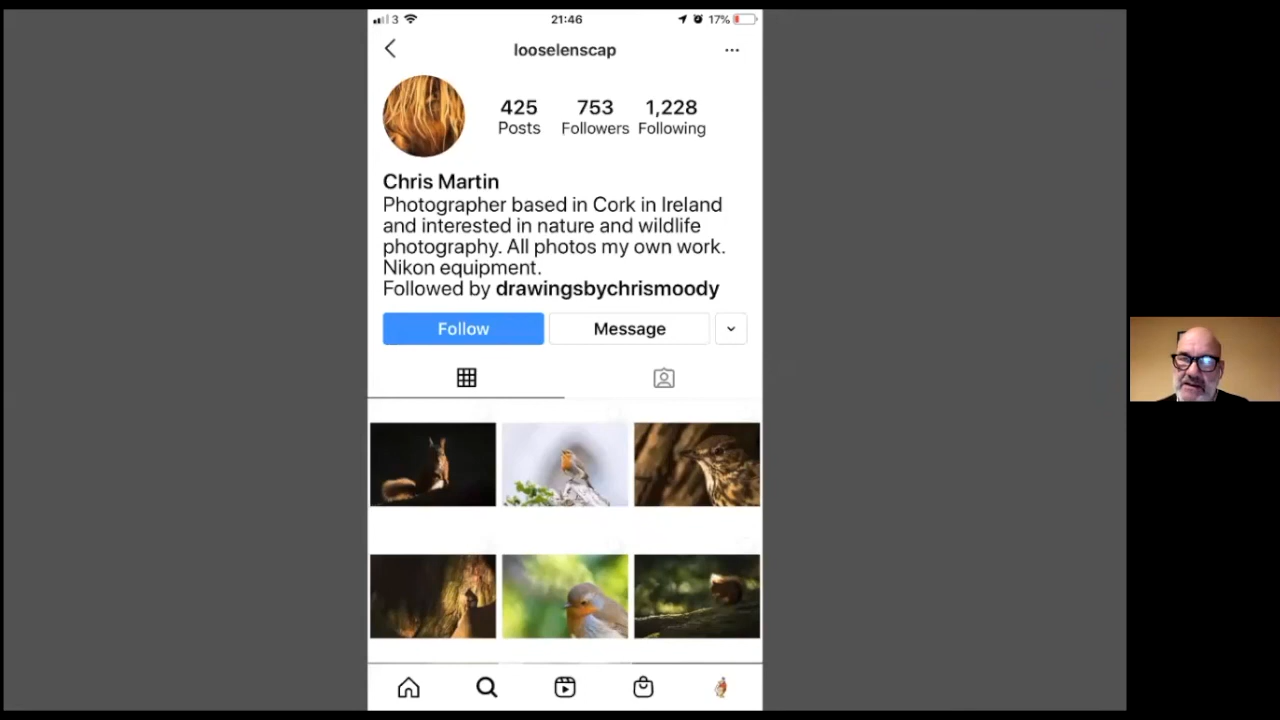 3 21:46 17%
looselenscap
425 753 1,228
Posts Followers Following
Chris Martin
Photographer based in Cork in Ireland
and interested in nature and wildlife
photography. All photos my own work.
Nikon equipment.
Followed by drawingsbychrismoody
Follow Message